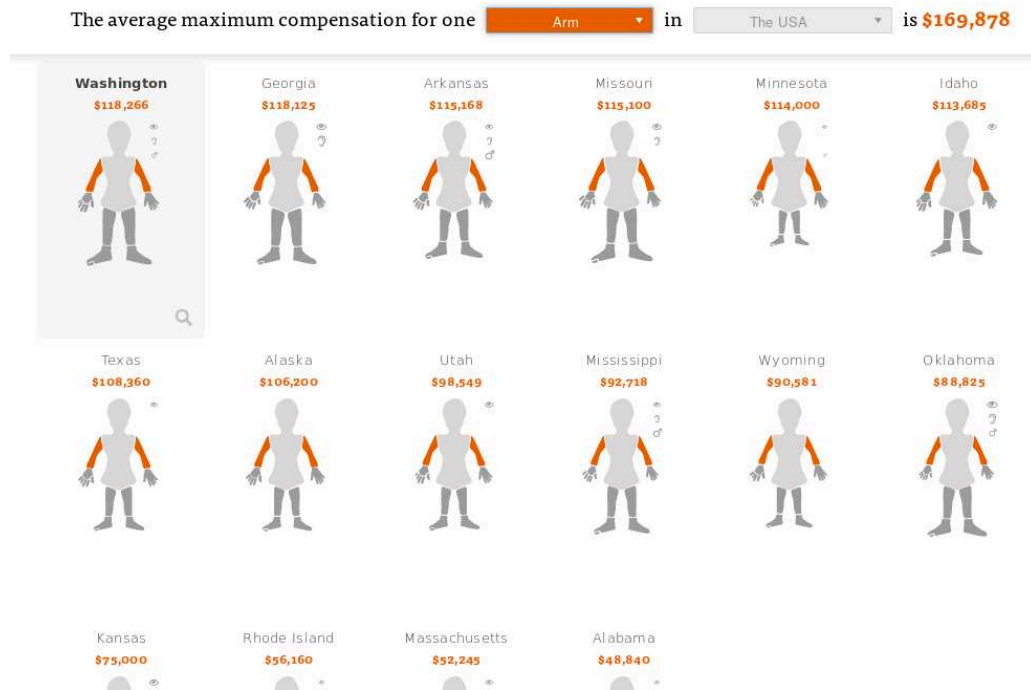 The average maximum compensation for one Arm in The USA is $169,878
Washington Georgia Arkansas Missouri Minnesota Idaho
$118,266 $118,125 $115,168 $115,100 $114,000 $113,685
Texas Alaska Utah Mississippi Wyoming Oklahoma
$108,360 $106,200 $98,549 $92,718 $90,581 $88,825
Kansas Rhode Island Massachusetts Alabama
$75,000 $56,160 $52,245 $48,840